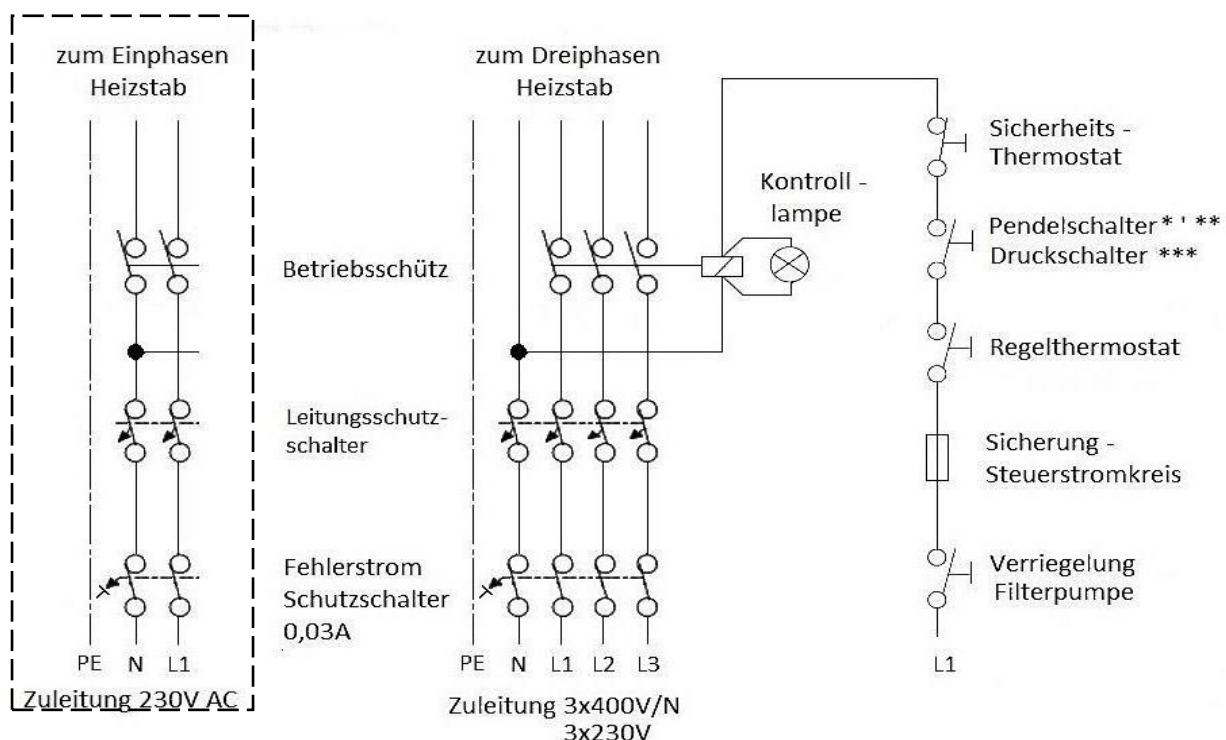 zum Einphasen
Heizstab
zum Dreiphasen
Heizstab
Sicherheits -
Thermostat
Kontroll -
lampe
Pendelschalter * ' **
Druckschalter ***
Betriebsschütz
Regelthermostat
Leitungsschutz-
schalter
Sicherung -
Steuerstromkreis
Fehlerstrom
Schutzschalter
0,03A
Verriegelung
Filterpumpe
PE N L1
PE N L1 L2 L3
L1
Zuleitung 230V AC
Zuleitung 3x400V/N
3x230V